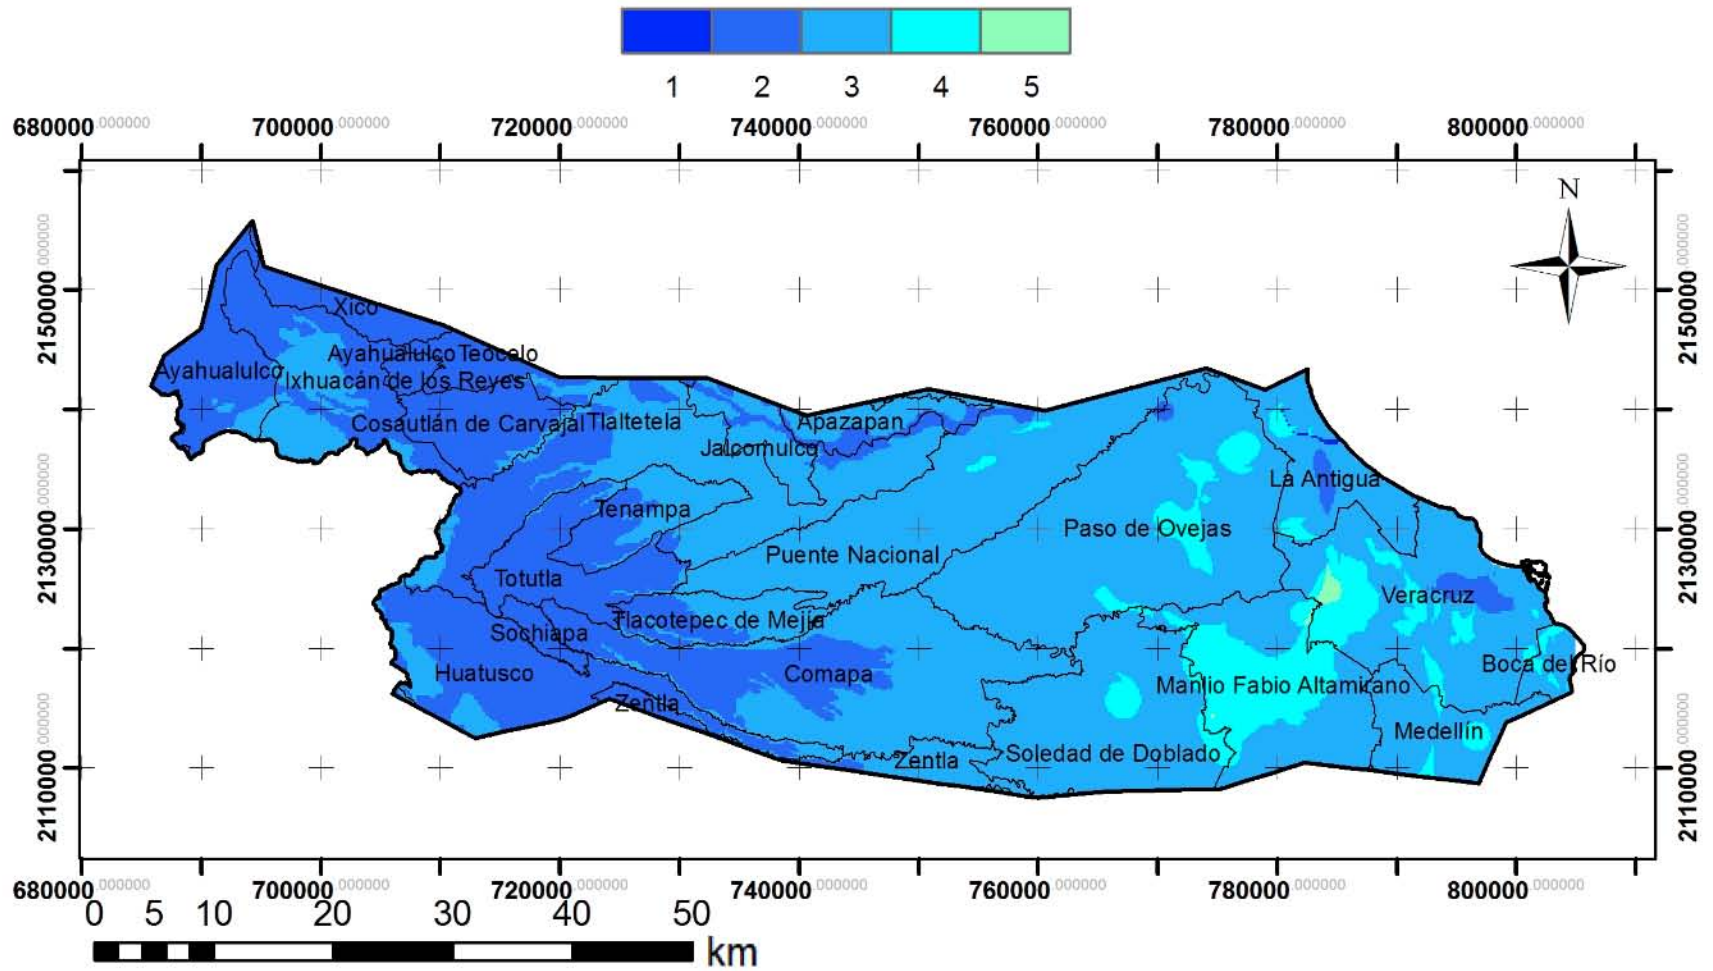 1 2 3 4 5
680000.000000 700000.000000 720000.000000 740000.000000 760000.000000 780000.000000 800000.000000
N
2150000.000000
2150000.000000
Xico
Ayahualulco Teocelo
Ayahualulco
Ixhuacán de los Reyes
Cosautlán de Carvajal
Tlaltetela
Apazapan
Jalcomulco
La Antigua
Tenampa
Paso de Ovejas
2130000.000000
2130000.000000
Puente Nacional
Totutla
Veracruz
Tlacotepec de Mejía
Sochiapa
Boca del Río
Huatusco
Comapa
Manlio Fabio Altamirano
Zentla
Medellín
Soledad de Doblado
Zentla
2110000.000000
2110000.000000
680000.000000 700000.000000 720000.000000 740000.000000 760000.000000 780000.000000 800000.000000
0 5 10 20 30 40 50
km